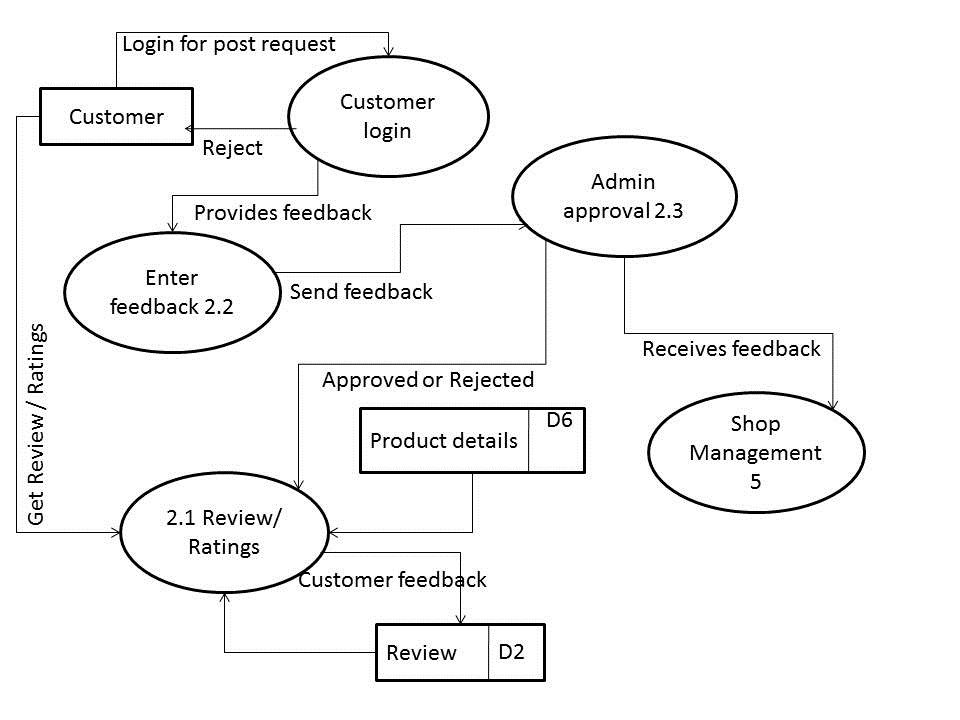 Login for post request
Customer
Customer
login
Reject
Admin
approval 2.3
Provides feedback
Enter
feedback 2.2
Send feedback
Get Review / Ratings
Receives feedback
Approved or Rejected
Product details
D6
Shop
Management
5
2.1 Review/
Ratings
Customer feedback
Review
D2